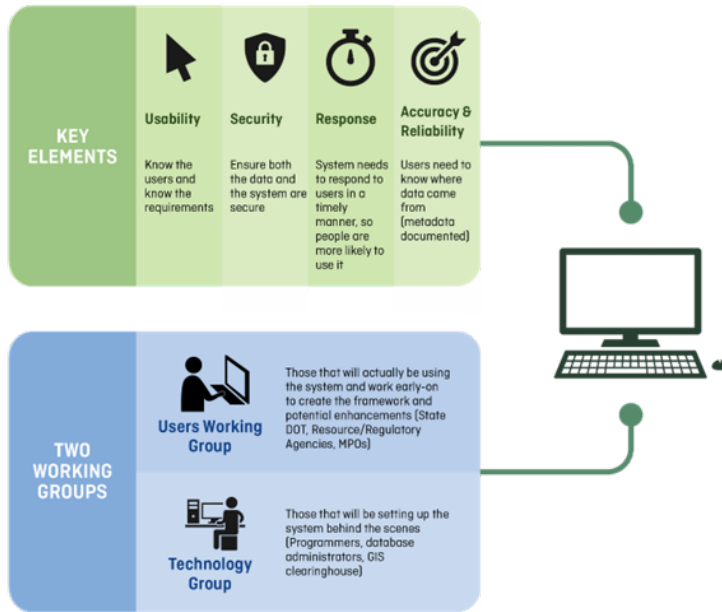 KEY
ELEMENTS
Usability
Know the
users and
know the
requirements
Security
Ensure both
the data and
the system are
secure
Response
System needs
to respond to
users in a
timely
manner, so
people are
more likely to
use it
Accuracy &
Reliability
Users need to
know where
data came
from
(metadata
documented)
TWO
WORKING
GROUPS
Users Working
Group
Those that will actually be using
the system and work early-on
to create the framework and
potential enhancements (State
DOT, Resource/Regulatory
Agencies, MPOs)
Technology
Group
Those that will be setting up the
system behind the scenes
(Programmers, database
administrators, GIS
clearinghouse)